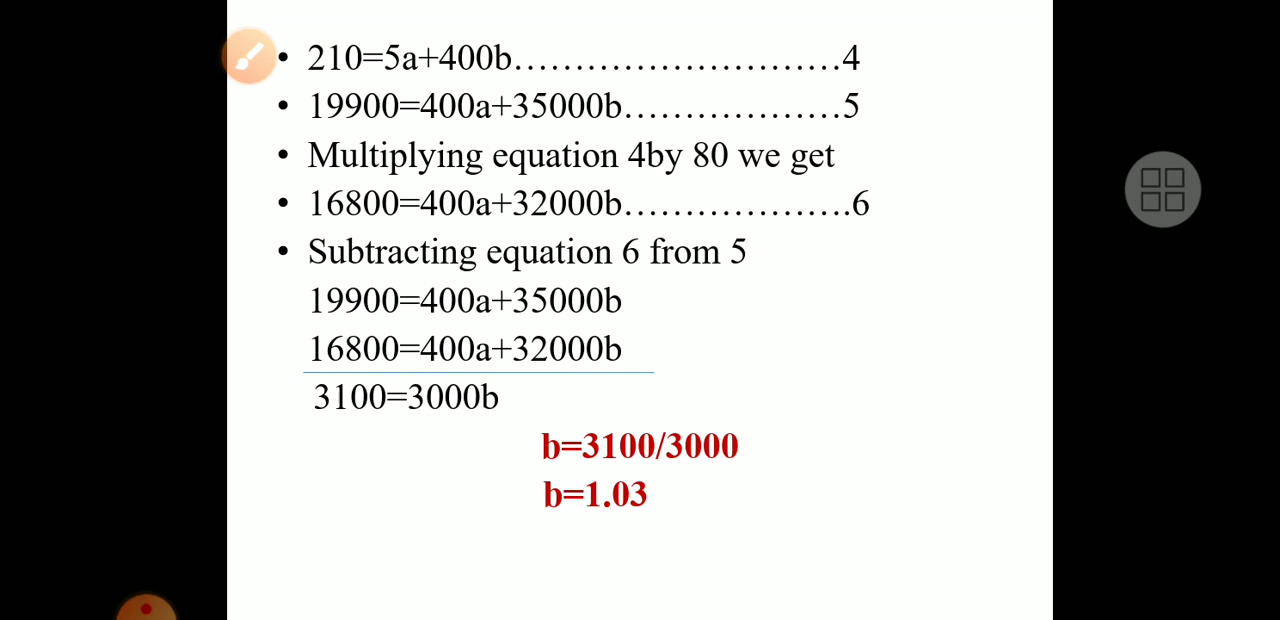 • 210=5a+400b………………………4
• 19900=400a+35000b………………5
• Multiplying equation 4by 80 we get
• 16800=400a+32000b……………….6
• Subtracting equation 6 from 5
19900=400a+35000b
16800=400a+32000b
3100=3000b
b=3100/3000
b=1.03